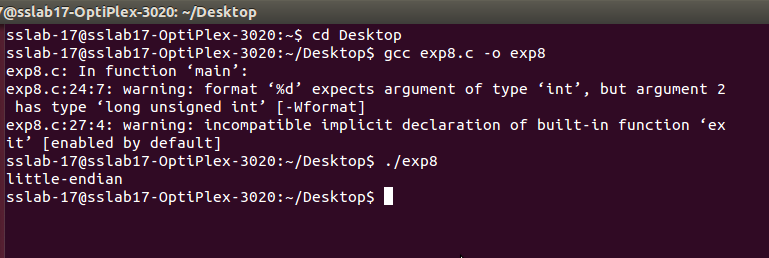 7@sslab17-OptiPlex-3020: ~/Desktop
sslab-17@sslab17-OptiPlex-3020:~$ cd Desktop
sslab-17@sslab17-OptiPlex-3020:~/Desktop$ gcc exp8.c -o exp8
exp8.c: In function ‘main’:
exp8.c:24:7: warning: format ‘%d’ expects argument of type ‘int’, but argument 2
 has type ‘long unsigned int’ [-Wformat]
exp8.c:27:4: warning: incompatible implicit declaration of built-in function ‘ex
it’ [enabled by default]
sslab-17@sslab17-OptiPlex-3020:~/Desktop$ ./exp8
little-endian
sslab-17@sslab17-OptiPlex-3020:~/Desktop$